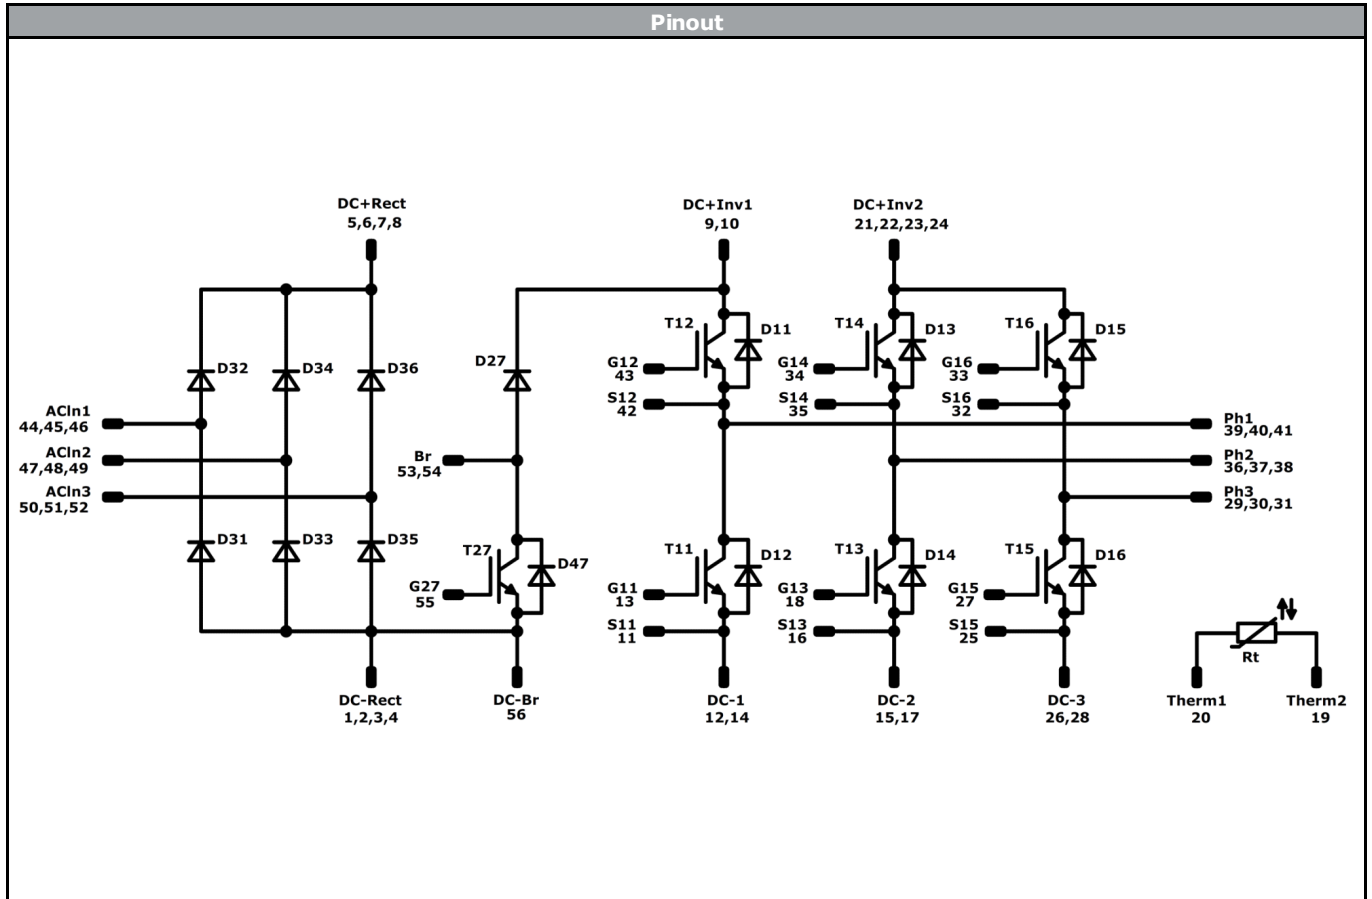 Pinout
DC+Rect
5,6,7,8
DC+Inv1
9,10
DC+Inv2
21,22,23,24
T12
D11
T14
D13
T16
D15
G12
43
G14
34
G16
33
D32
D34
D36
D27
S12
42
S14
35
S16
32
ACIn1
44,45,46
ACIn2
47,48,49
ACIn3
50,51,52
Br
53,54
Ph1
39,40,41
Ph2
36,37,38
Ph3
29,30,31
D31
D33
D35
T27
D47
T11
D12
T13
D14
T15
D16
G27
55
G11
13
G13
18
G15
27
S11
11
S13
16
S15
25
Rt
DC-Rect
1,2,3,4
DC-Br
56
DC-1
12,14
DC-2
15,17
DC-3
26,28
Therm1
20
Therm2
19